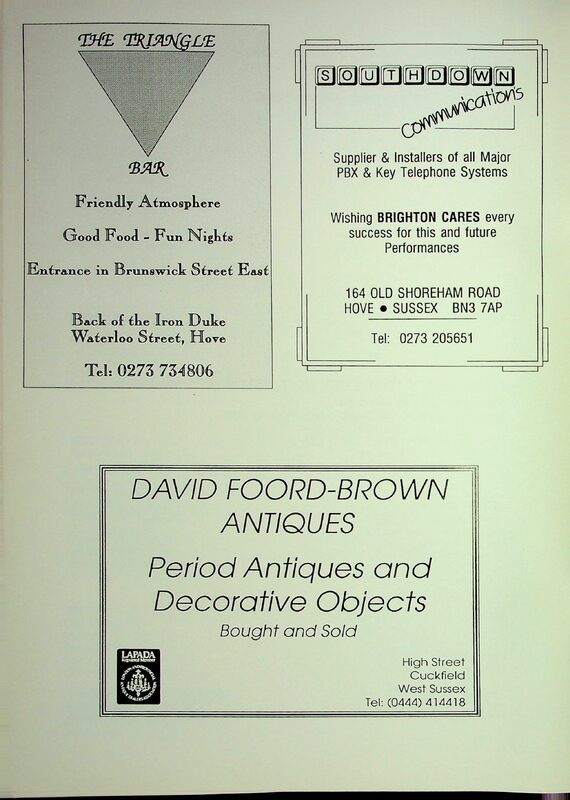 THE TRIANGLE
BAR
Friendly Atmosphere
Good Food - Fun Nights
Entrance in Brunswick Street East
Back of the Iron Duke
Waterloo Street, Hove
Tel: 0273 734806
SOUTHDOWN
communications
Supplier & Installers of all Major
PBX & Key Telephone Systems
Wishing BRIGHTON CARES every
success for this and future
Performances
164 OLD SHOREHAM ROAD
HOVE ● SUSSEX BN3 7AP
Tel: 0273 205651
DAVID FOORD-BROWN
ANTIQUES
Period Antiques and
Decorative Objects
Bought and Sold
LAPADA
Registered Member
High Street
Cuckfield
West Sussex
Tel: (0444) 414418